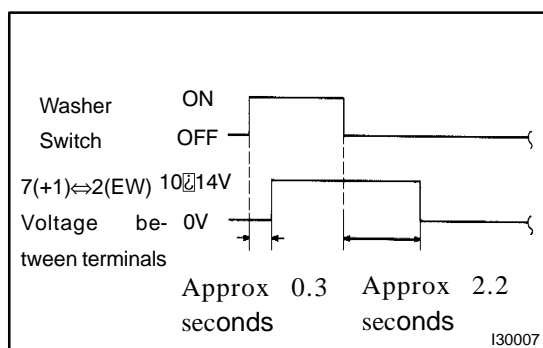 Washer ON
Switch OFF
7(+1)⇔2(EW) 10⍰14V
Voltage be- 0V
tween terminals
Approx 0.3 Approx 2.2
seconds seconds
I30007